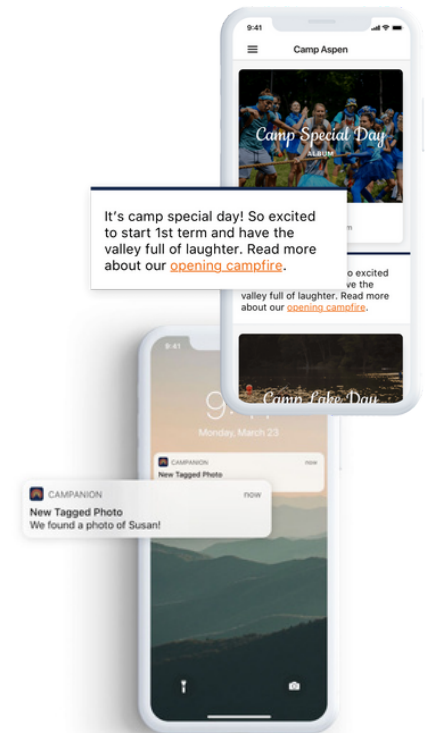 9:41
Camp Aspen
Camp Special Day
ALBUM
It's camp special day! So excited
to start 1st term and have the
valley full of laughter. Read more
about our opening campfire.
o excited
ve the
valley full of laughter. Read more
about our opening campfire.
Camp Lake Day
9:41
Monday, March 23
CAMPANION
now
New Tagged Photo
CAMPANION
now
New Tagged Photo
We found a photo of Susan!